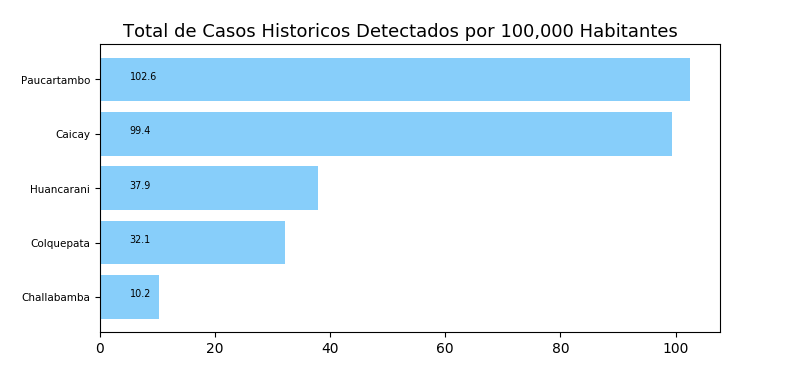 Total de Casos Historicos Detectados por 100,000 Habitantes
Paucartambo 102.6
Caicay 99.4
Huancarani 37.9
Colquepata 32.1
Challabamba 10.2
0 20 40 60 80 100